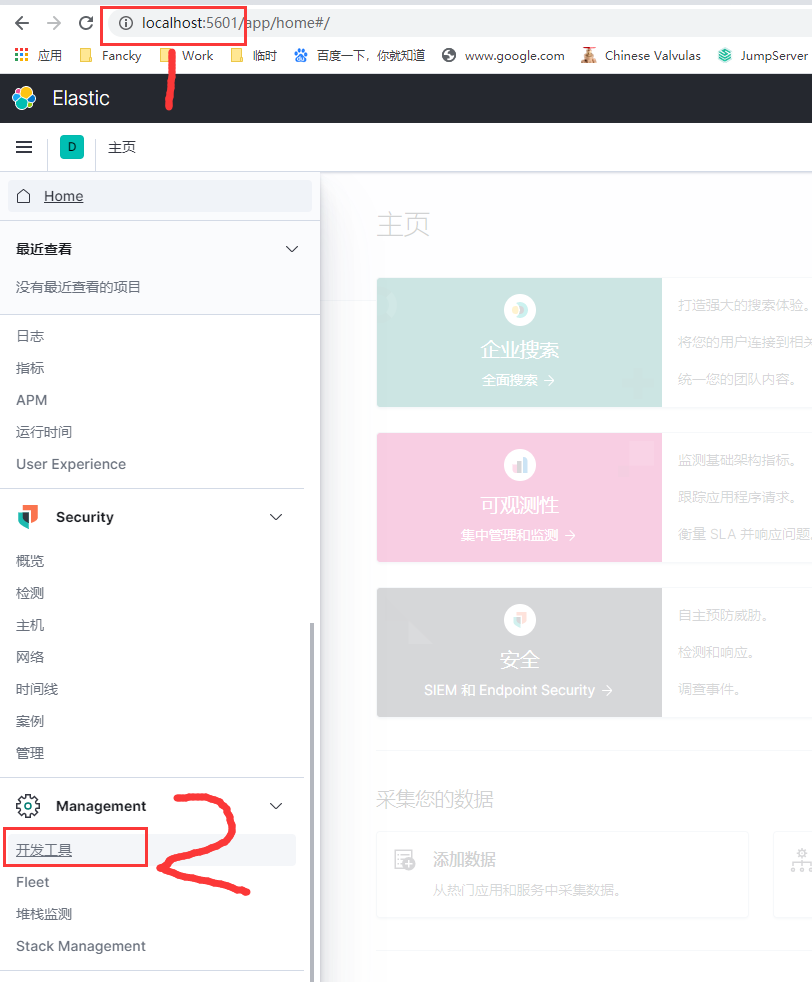 localhost:5601/app/home#/
应用 Fancky Work 临时 百度一下，你就知道 www.google.com Chinese Valvulas JumpServer
1
Elastic
D 主页
Home
最近查看
没有最近查看的项目
日志
指标
APM
运行时间
User Experience
Security
概览
检测
主机
网络
时间线
案例
管理
Management
2
开发工具
Fleet
堆栈监测
Stack Management
主页
企业搜索
全面搜索 →
打造强大的搜索体验。
将您的用户连接到相关
统一您的团队内容。
可观测性
集中管理和监测 →
监测基础架构指标。
跟踪应用程序请求。
衡量 SLA 并响应问题
安全
SIEM 和 Endpoint Security →
自主预防威胁。
检测和响应。
调查事件。
采集您的数据
添加数据
从热门应用和服务中采集数据。